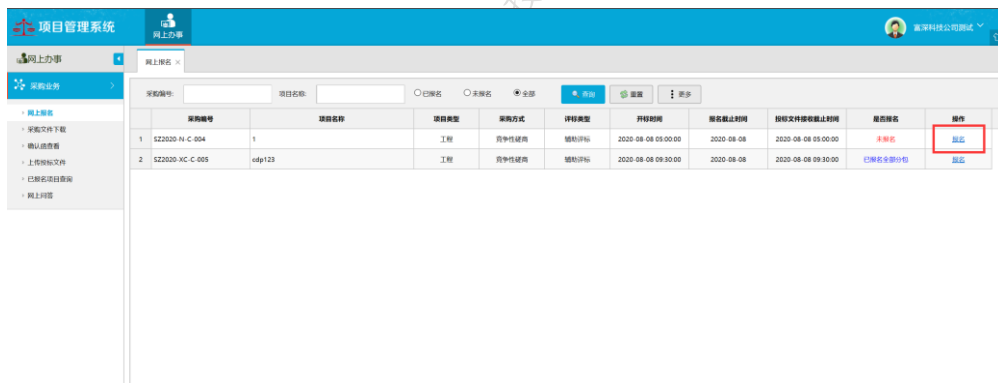 项目管理系统
网上办事
富深科技公司测试
网上办事
网上报名 ×
采购业务
网上报名
采购文件下载
确认函查看
上传投标文件
已报名项目查询
网上问答
采购编号: 项目名称: 已报名 未报名 全部 查询 重置 更多
采购编号 项目名称 项目类型 采购方式 评标类型 开标时间 报名截止时间 投标文件接收截止时间 是否报名 操作
1 SZ2020-N-C-004 1 工程 竞争性磋商 辅助评标 2020-08-08 05:00:00 2020-08-08 2020-08-08 05:00:00 未报名 报名
2 SZ2020-XC-C-005 cdp123 工程 竞争性磋商 辅助评标 2020-08-08 09:30:00 2020-08-08 2020-08-08 09:30:00 已报名全部分包 报名